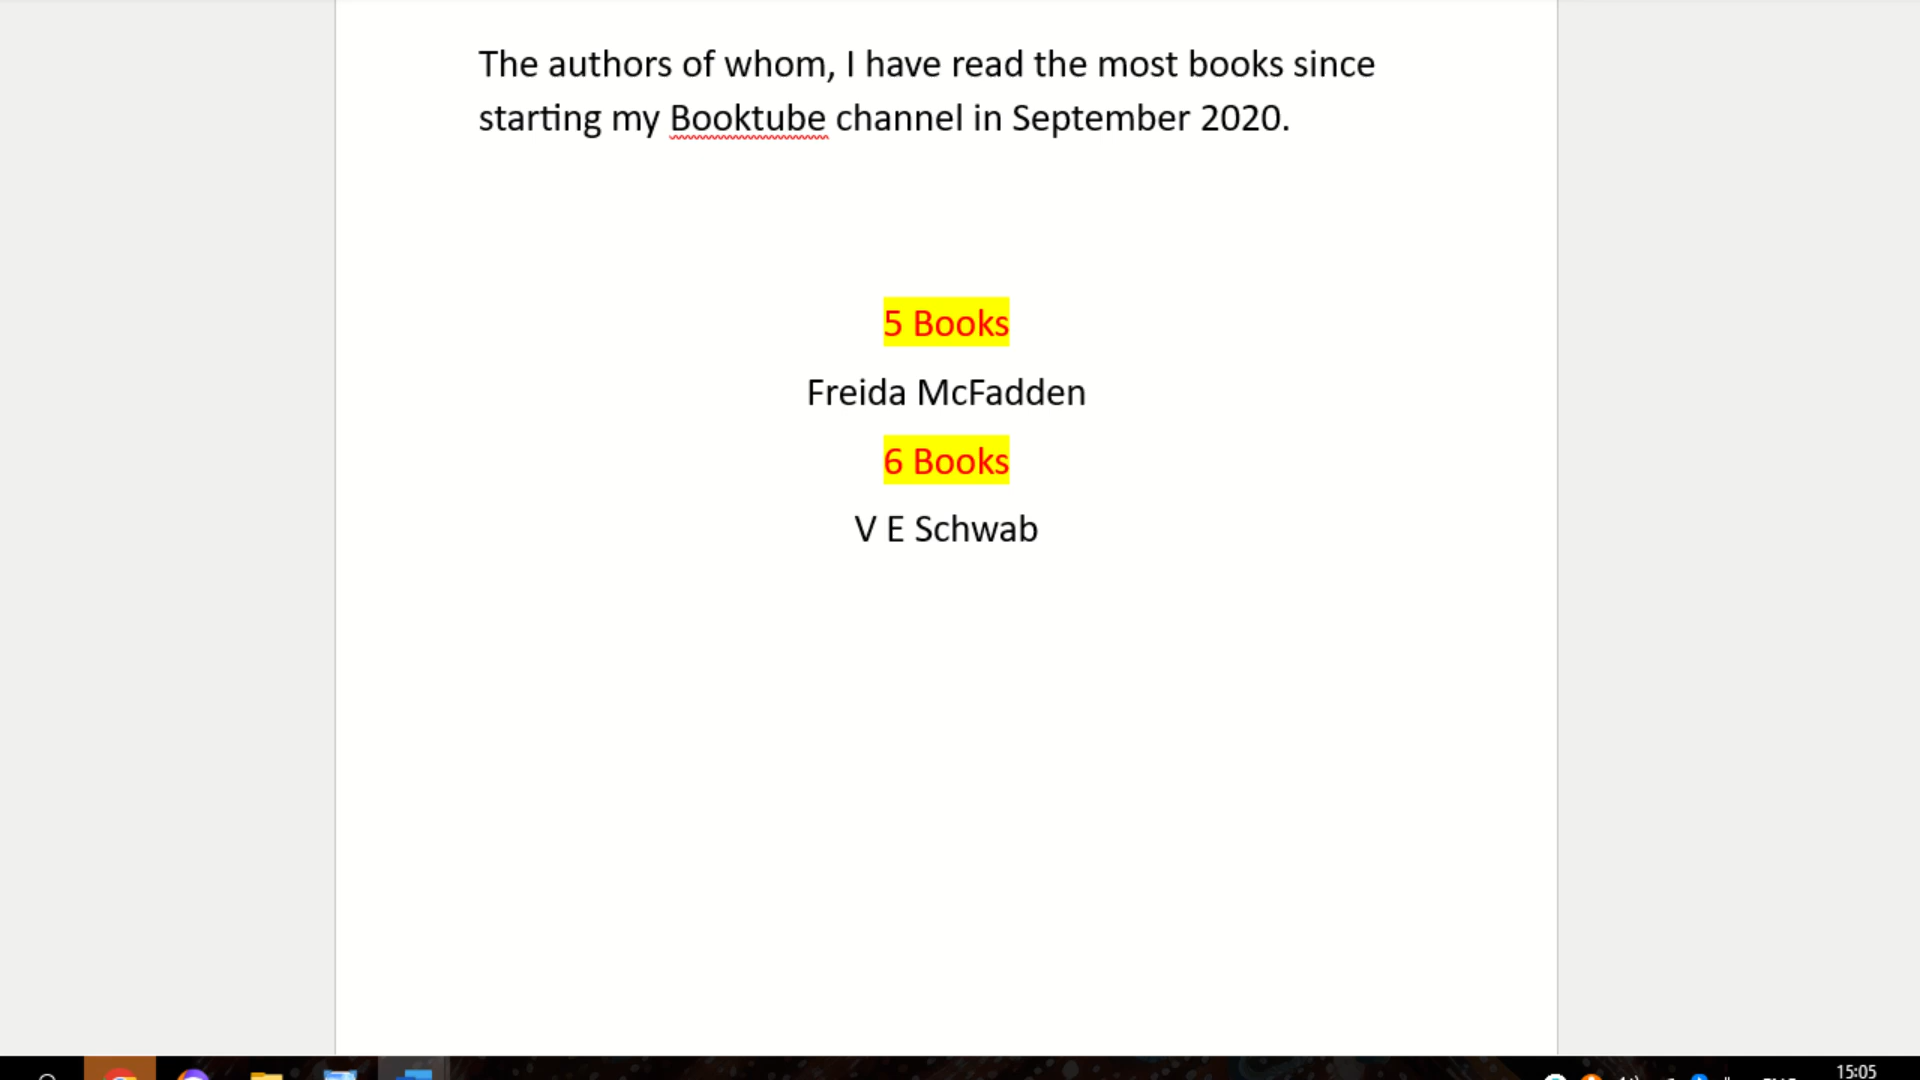 The authors of whom, I have read the most books since
starting my Booktube channel in September 2020.
5 Books
Freida McFadden
6 Books
V E Schwab
15:05